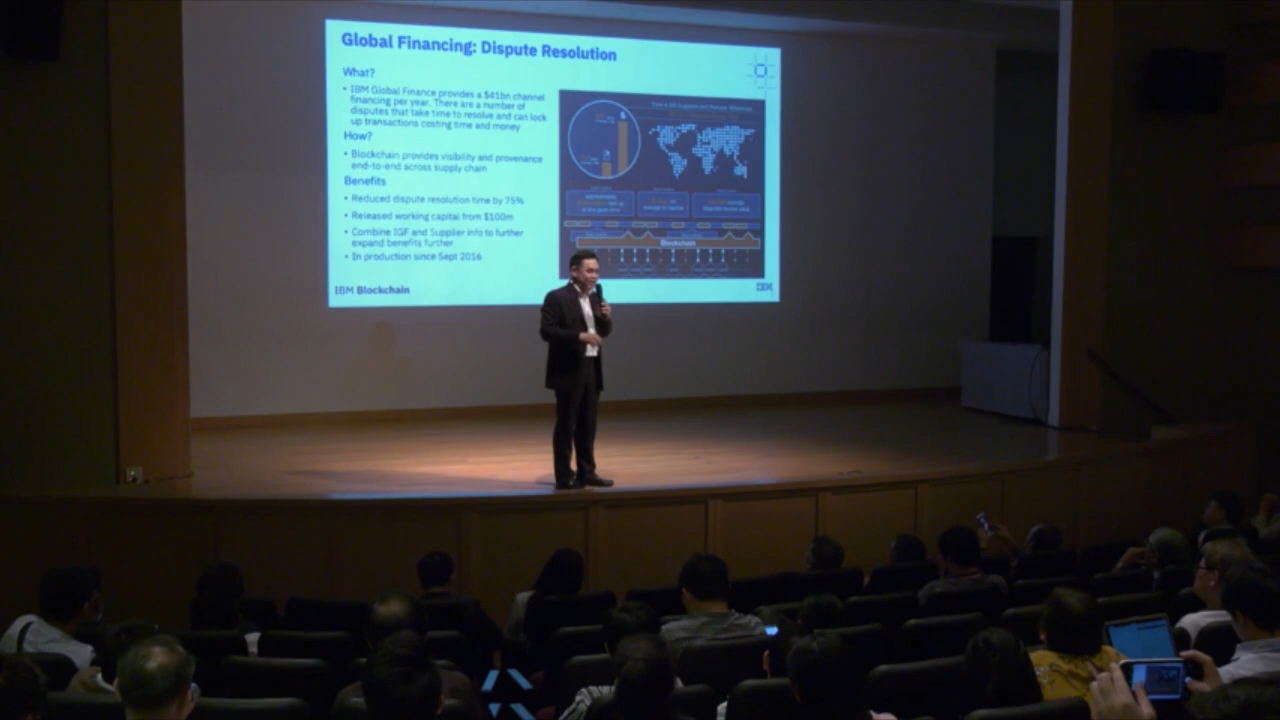 Global Financing: Dispute Resolution
What?
• IBM Global Finance provides a $41bn channel
financing per year. There are a number of
disputes that take time to resolve and can lock
up transactions costing time and money
How?
• Blockchain provides visibility and provenance
end-to-end across supply chain
Benefits
• Reduced dispute resolution time by 75%
• Released working capital from $100m
• Combine IGF and Supplier info to further
expand benefits further
• In production since Sept 2016
Blockchain
IBM Blockchain
IBM